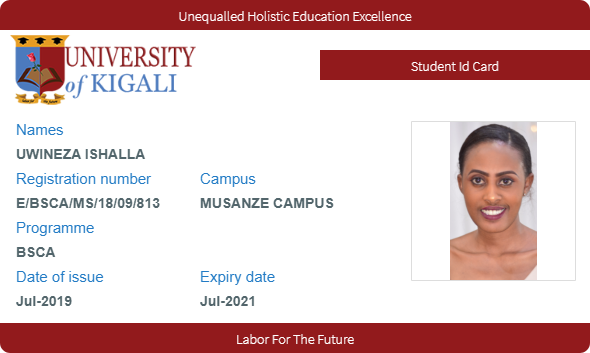 Unequalled Holistic Education Excellence
UNIVERSITY
of KIGALI
Student Id Card
Names
UWINEZA ISHALLA
Registration number
Campus
E/BSCA/MS/18/09/813
MUSANZE CAMPUS
Programme
BSCA
Date of issue
Expiry date
Jul-2019
Jul-2021
Labor For The Future